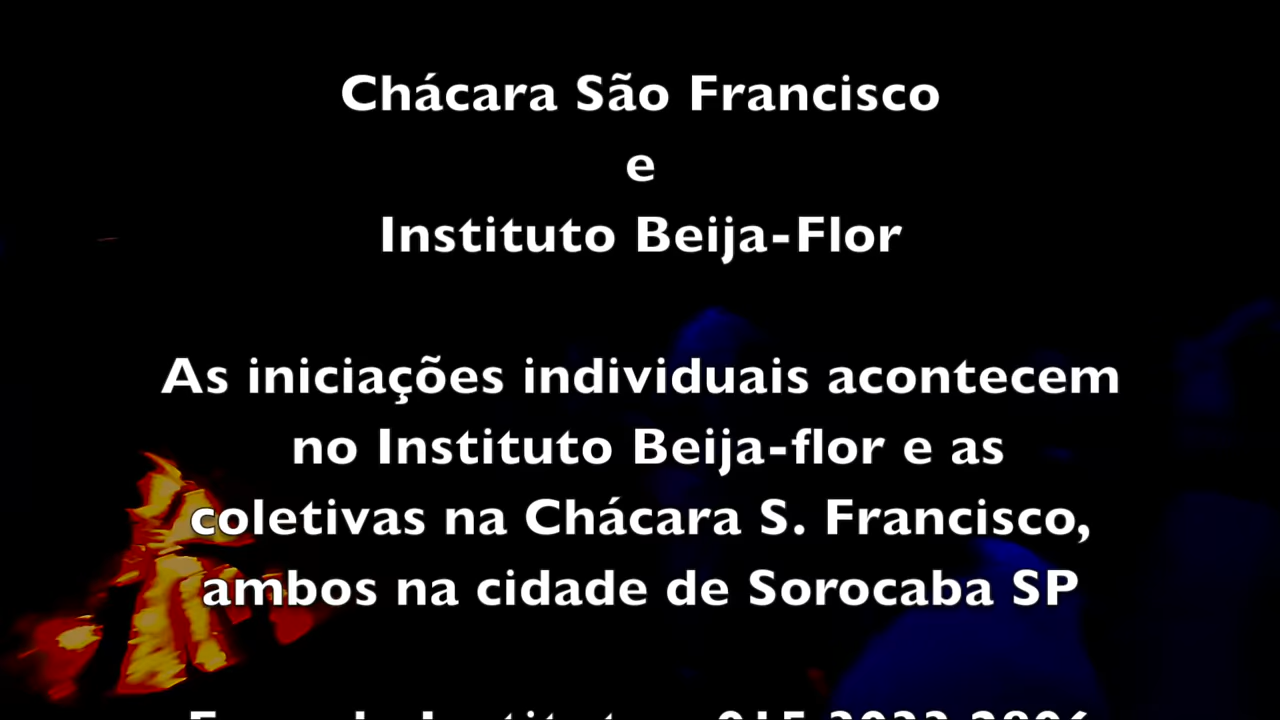 Chácara São Francisco
e
Instituto Beija-Flor
As iniciações individuais acontecem
no Instituto Beija-flor e as
coletivas na Chácara S. Francisco,
ambos na cidade de Sorocaba SP